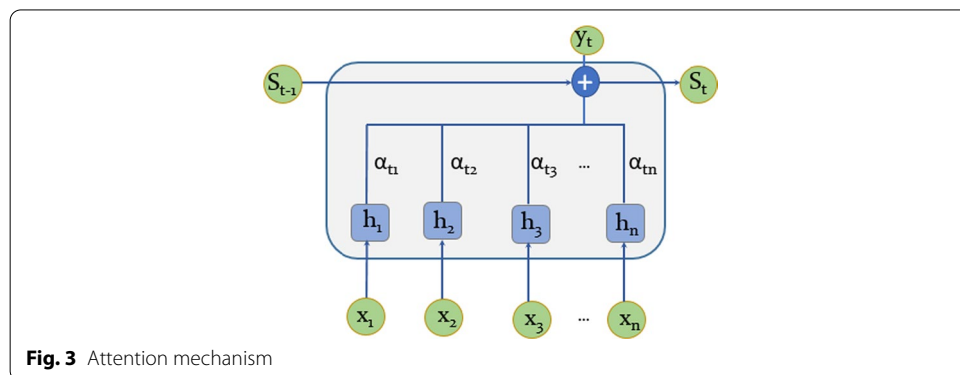 yₜ
Sₜ₋₁ + Sₜ
αₜ₁ αₜ₂ αₜ₃ ... αₜₙ
h₁ h₂ h₃ hₙ
x₁ x₂ x₃ ... xₙ
Fig. 3 Attention mechanism